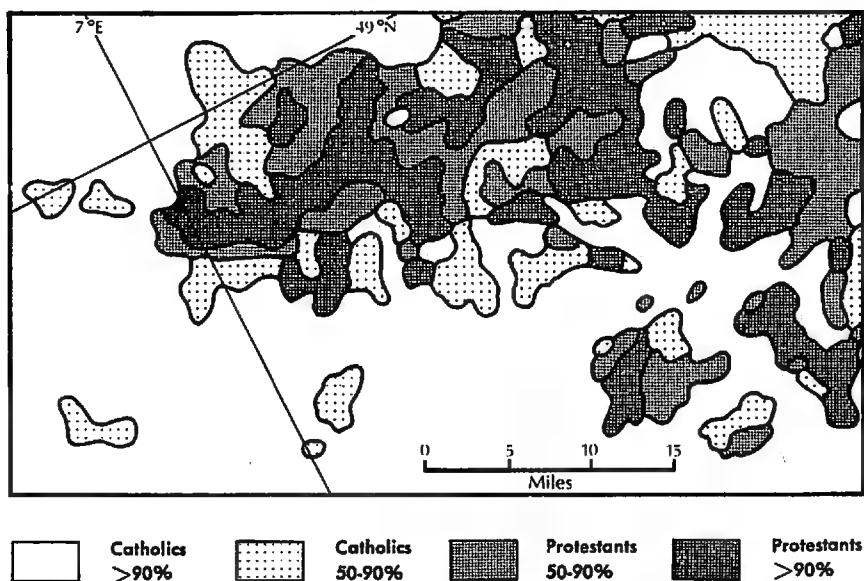 7°E
49°N
0 5 10 15
Miles
Catholics >90%
Catholics 50-90%
Protestants 50-90%
Protestants >90%